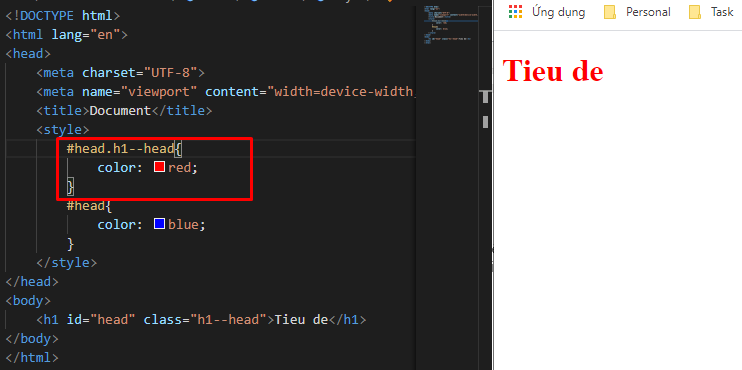 <!DOCTYPE html>
<html lang="en">
<head>
<meta charset="UTF-8">
<meta name="viewport" content="width=device-width,
<title>Document</title>
<style>
#head.h1--head{
color: red;
}
#head{
color: blue;
}
</style>
</head>
<body>
<h1 id="head" class="h1--head">Tieu de</h1>
</body>
</html>
Ứng dụng Personal Task
Tieu de